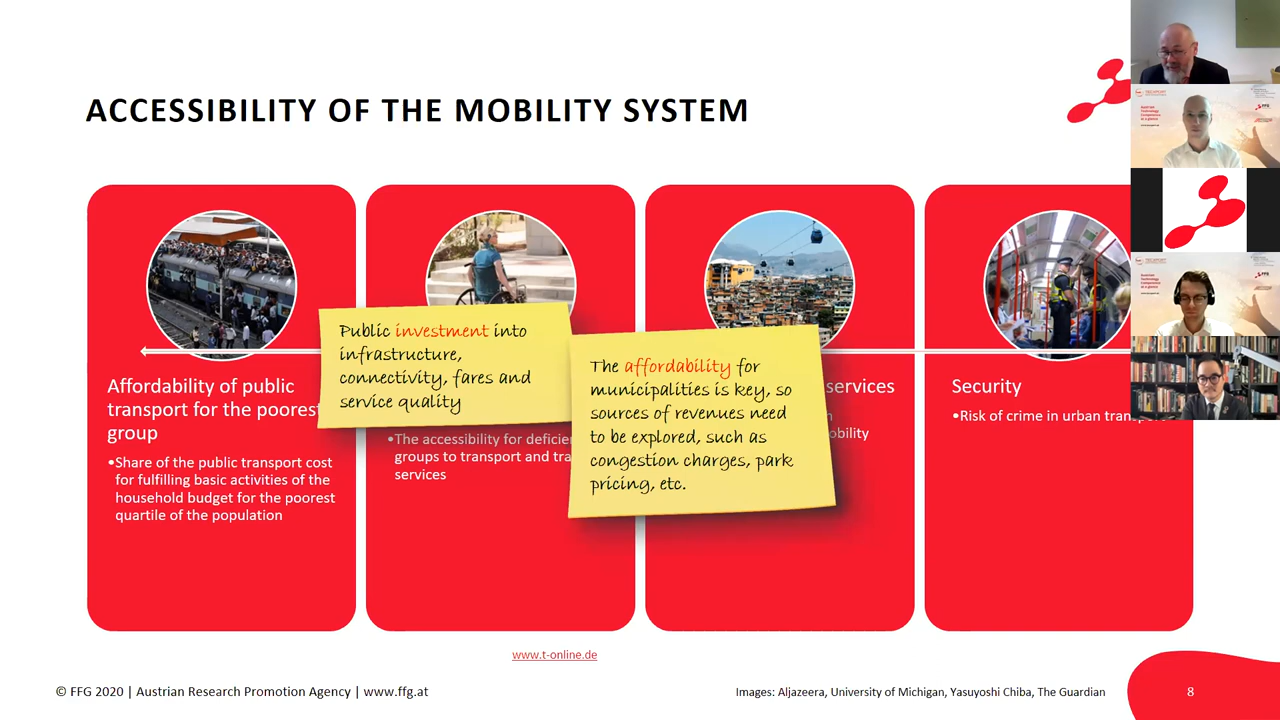 ACCESSIBILITY OF THE MOBILITY SYSTEM
Affordability of public
transport for the poorest
group
•Share of the public transport cost
for fulfilling basic activities of the
household budget for the poorest
quartile of the population
Public investment into
infrastructure,
connectivity, fares and
service quality
•The accessibility for
groups to transport and
services
The affordability for
municipalities is key, so
sources of revenues need
to be explored, such as
congestion charges, park
pricing, etc.
services
Security
•Risk of crime in urban
www.t-online.de
© FFG 2020 | Austrian Research Promotion Agency | www.ffg.at
Images: Aljazeera, University of Michigan, Yasuyoshi Chiba, The Guardian
8